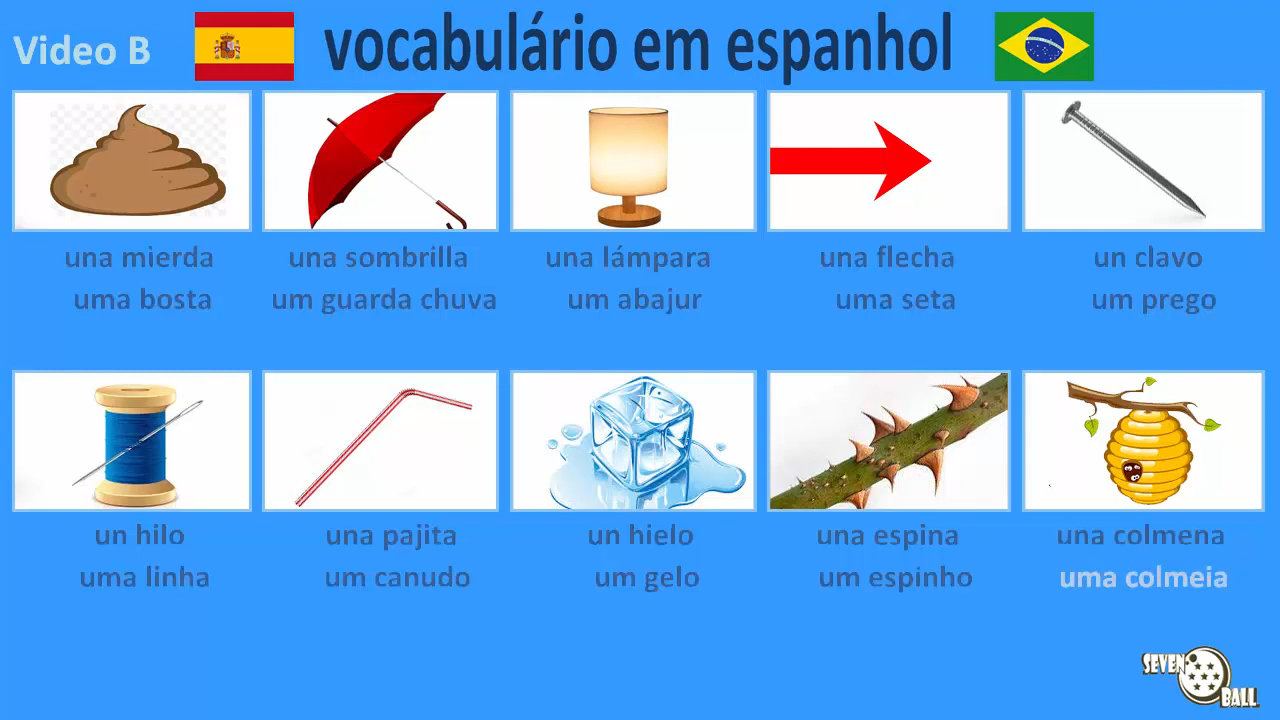 Video B
vocabulário em espanhol
una mierda
una sombrilla
una lámpara
una flecha
un clavo
uma bosta
um guarda chuva
um abajur
uma seta
um prego
un hilo
una pajita
un hielo
una espina
una colmena
uma linha
um canudo
um gelo
um espinho
uma colmeia
SEVEN
BALL